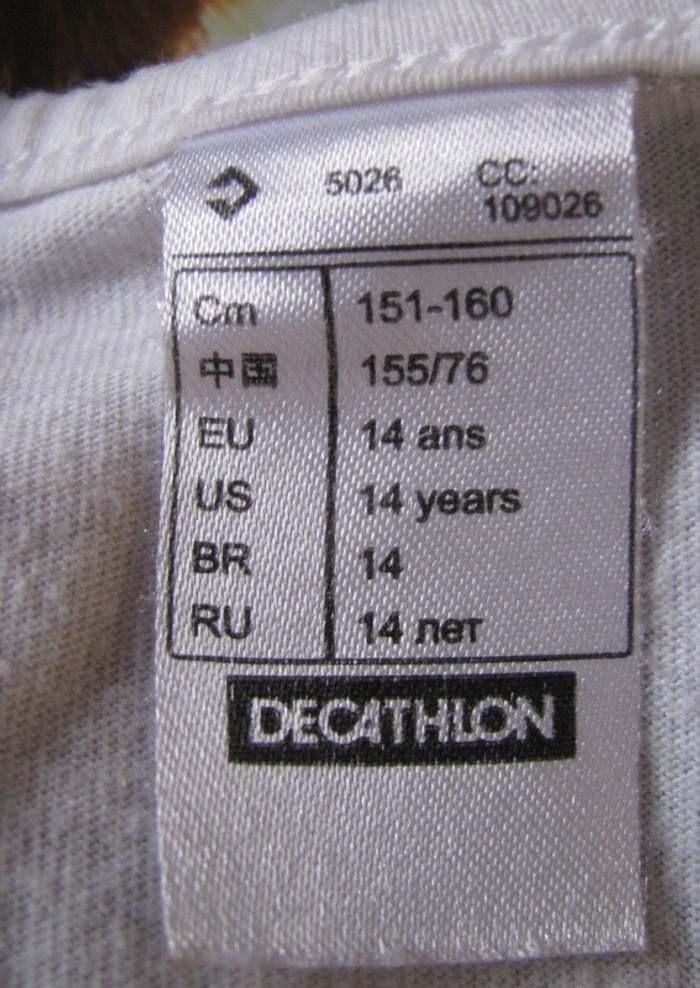 5026 CC:
109026
Cm 151-160
中国 155/76
EU 14 ans
US 14 years
BR 14
RU 14 лет
DECATHLON